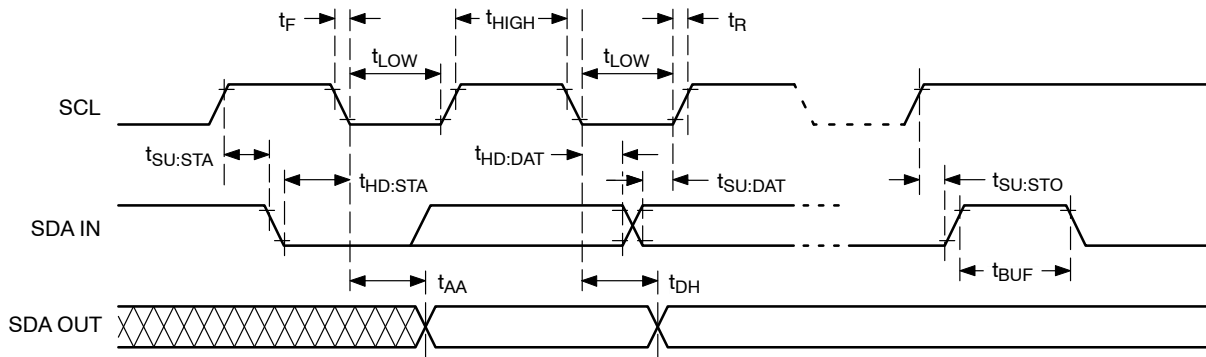 tF
tHIGH
tR
tLOW
tLOW
SCL
tSU:STA
tHD:STA
tHD:DAT
tSU:DAT
tSU:STO
SDA IN
tBUF
tAA
tDH
SDA OUT